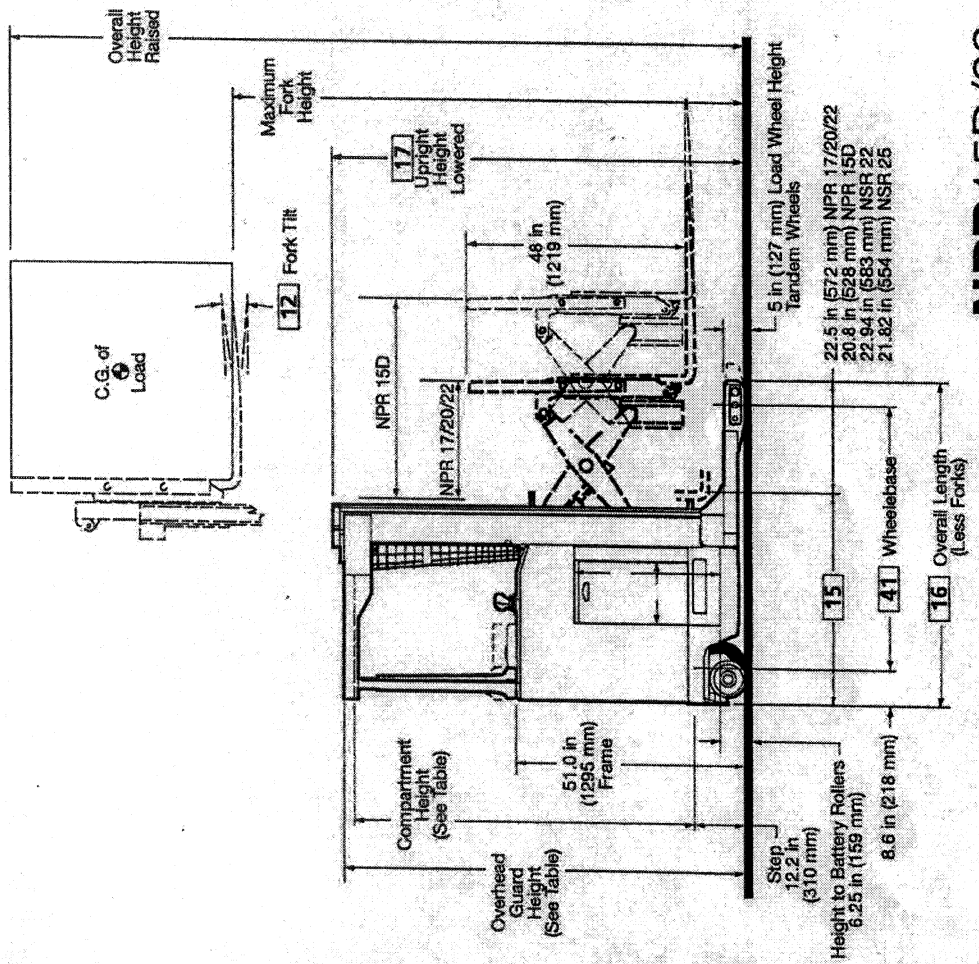 Overall
Height
Raised
Maximum
Fork
Height
C.G. of
Load
12 Fork Tilt
17
Upright
Height
Lowered
NPR 15D
NPR 17/20/22
48 in
(1219 mm)
Compartment
Height
(See Table)
Overhead
Guard
Height
(See Table)
51.0 in
(1295 mm)
Frame
Step
12.2 in
(310 mm)
Height to Battery Rollers
6.25 in (159 mm)
8.6 in (218 mm)
5 in (127 mm) Load Wheel Height
Tandem Wheels
15
22.5 in (572 mm) NPR 17/20/22
20.8 in (528 mm) NPR 15D
22.94 in (583 mm) NSR 22
21.82 in (554 mm) NSR 25
41 Wheelebase
16 Overall Length
(Less Forks)